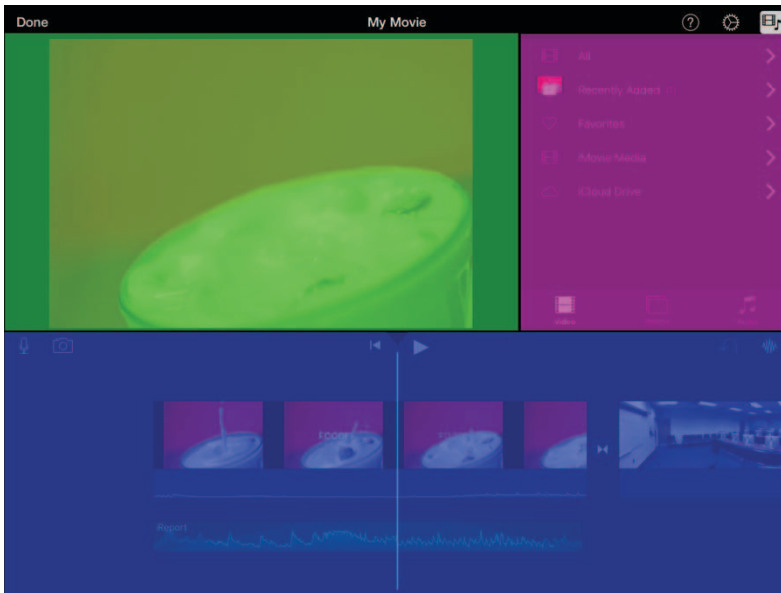 Done
My Movie
?
All
Recently Added
Favorites
iMovie Media
iCloud Drive
Report